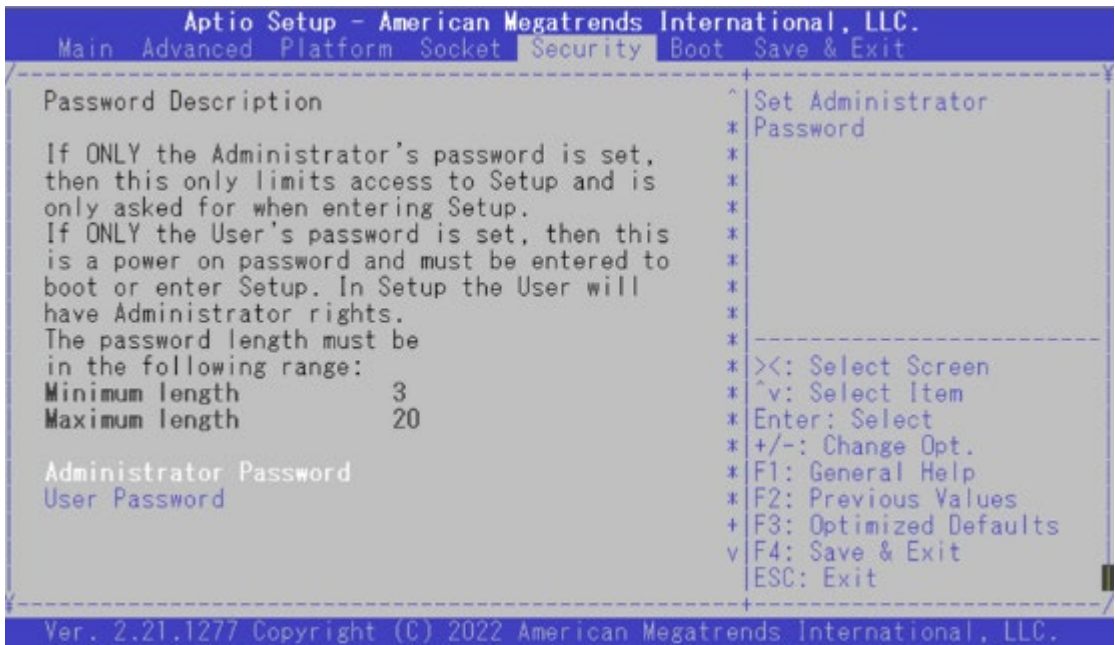 Aptio Setup - American Megatrends International, LLC.
Main Advanced Platform Socket Security Boot Save & Exit
Password Description
If ONLY the Administrator's password is set,
then this only limits access to Setup and is
only asked for when entering Setup.
If ONLY the User's password is set, then this
is a power on password and must be entered to
boot or enter Setup. In Setup the User will
have Administrator rights.
The password length must be
in the following range:
Minimum length 3
Maximum length 20
Administrator Password
User Password
Set Administrator
Password
><: Select Screen
^v: Select Item
Enter: Select
+/-: Change Opt.
F1: General Help
F2: Previous Values
F3: Optimized Defaults
F4: Save & Exit
ESC: Exit
Ver. 2.21.1277 Copyright (C) 2022 American Megatrends International, LLC.